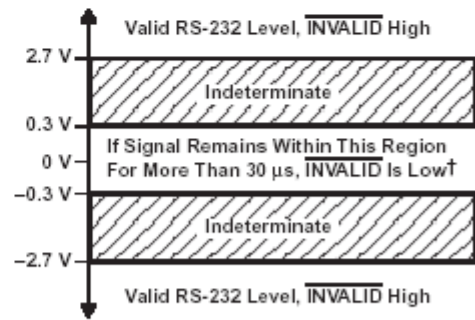 Valid RS-232 Level, INVALID High
2.7 V
Indeterminate
0.3 V
If Signal Remains Within This Region
0 V
For More Than 30 μs, INVALID Is Low†
–0.3 V
Indeterminate
–2.7 V
Valid RS-232 Level, INVALID High